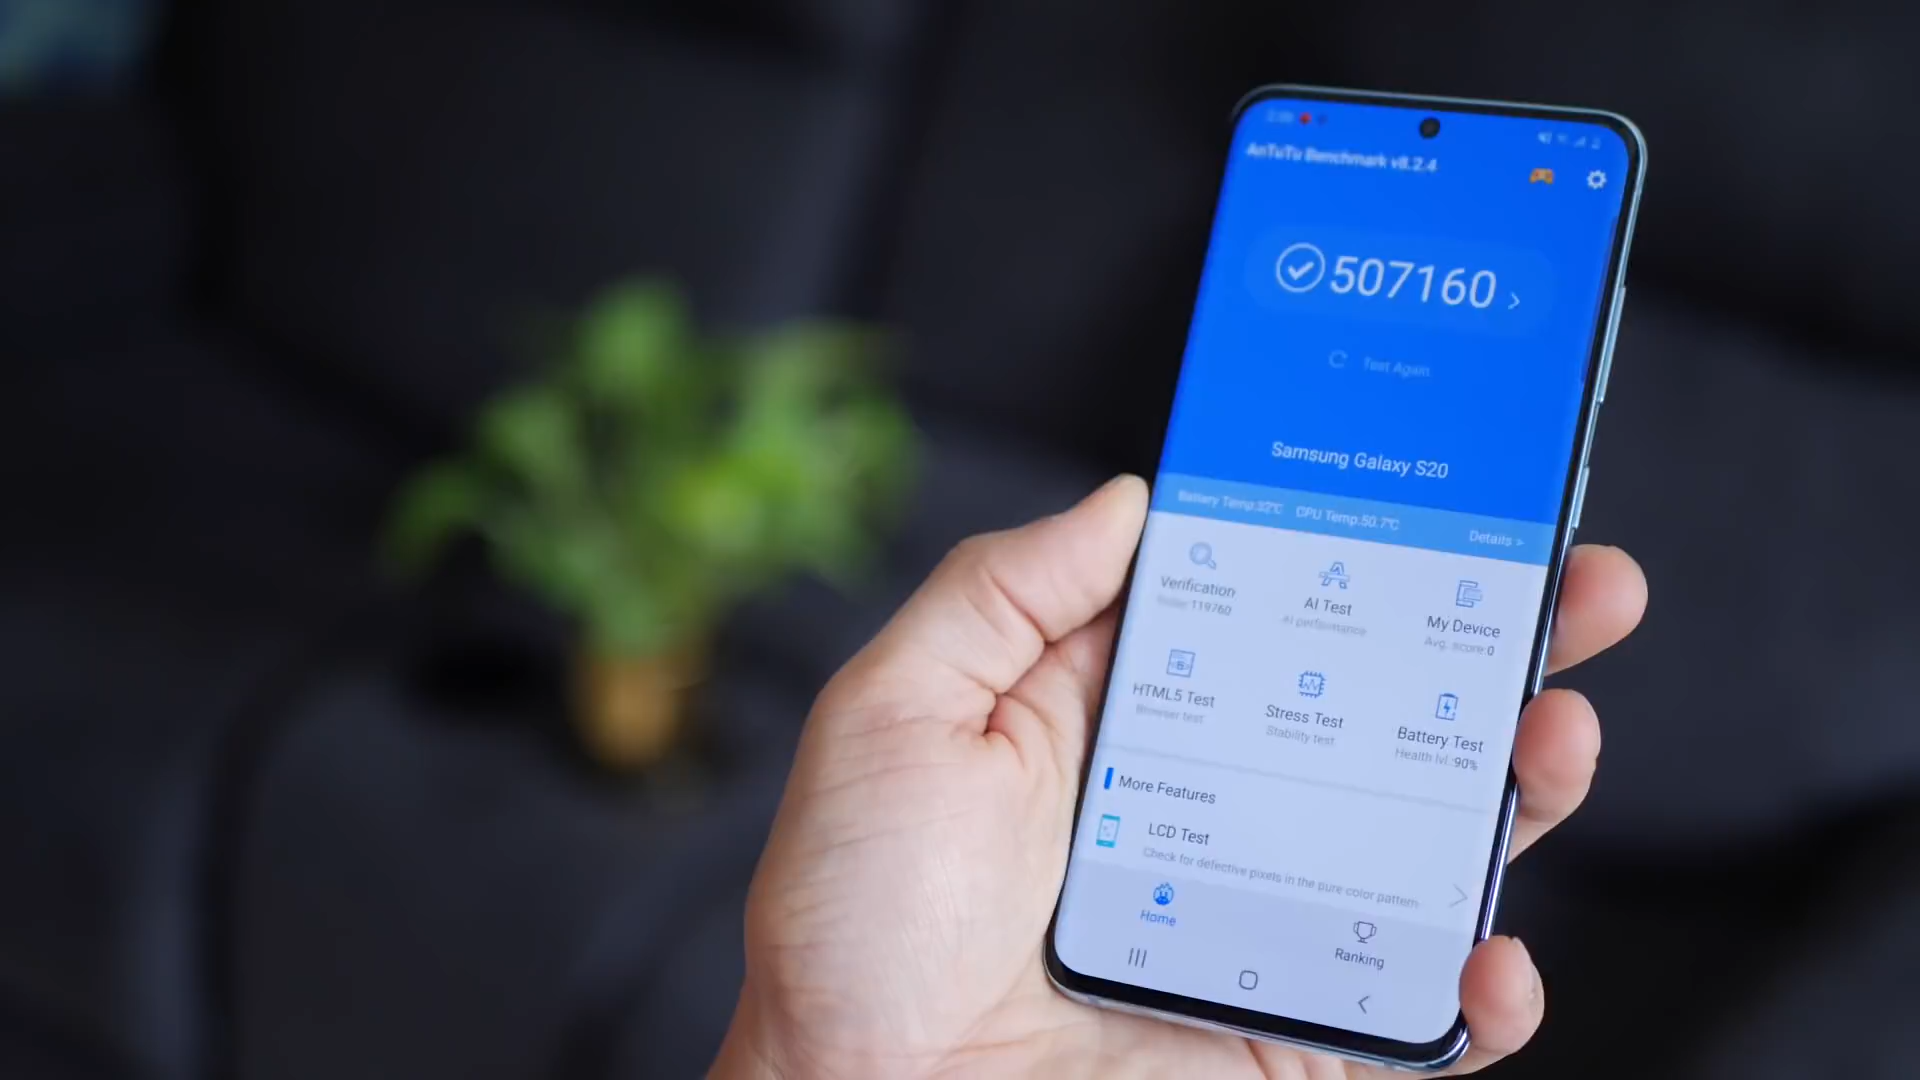 AnTuTu Benchmark v8.2.4
507160 >
Test Again
Samsung Galaxy S20
Battery Temp:32℃ CPU Temp:50.7℃ Details >
Verification
119760
AI Test
AI performance
My Device
Avg. score:0
HTML5 Test
Browser test
Stress Test
Stability test
Battery Test
Health lvl.:90%
More Features
LCD Test
Check for defective pixels in the pure color pattern
Home
Ranking